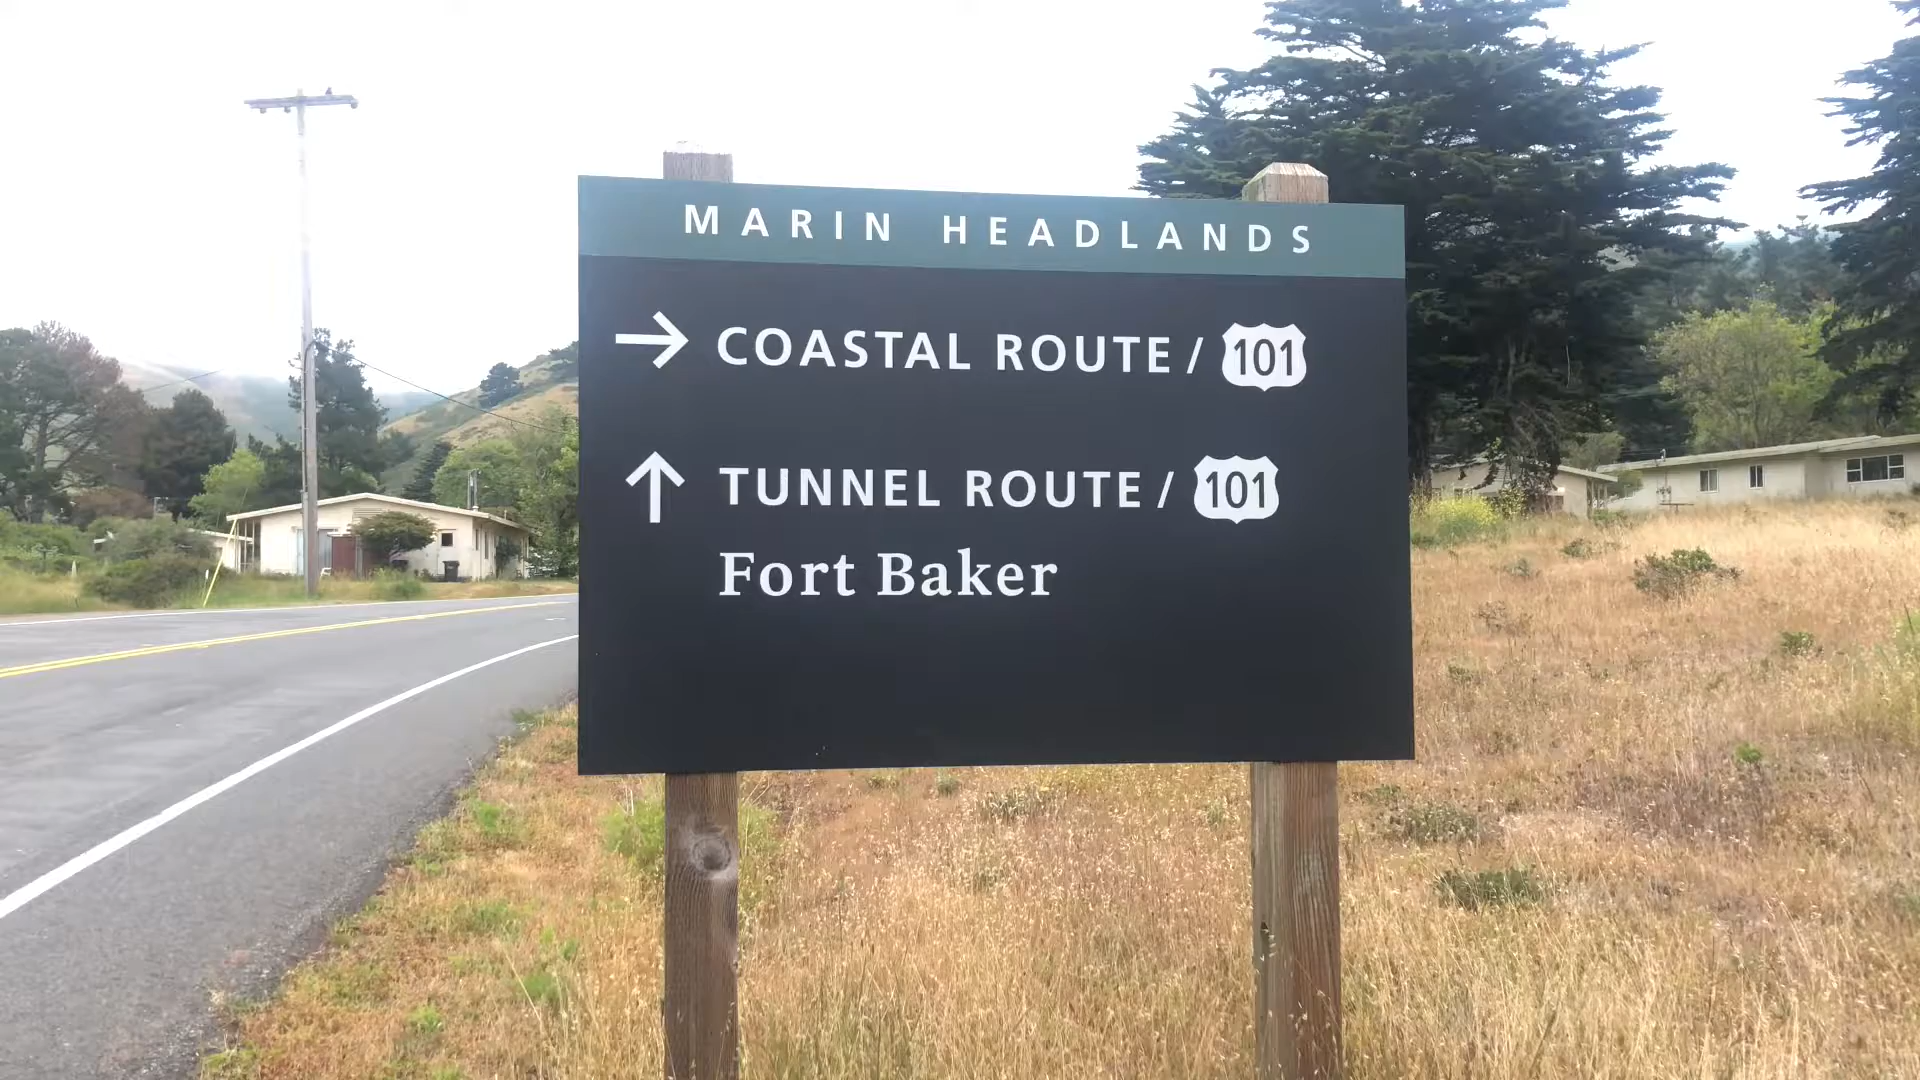 MARIN HEADLANDS
→ COASTAL ROUTE / 101
↑ TUNNEL ROUTE / 101
Fort Baker